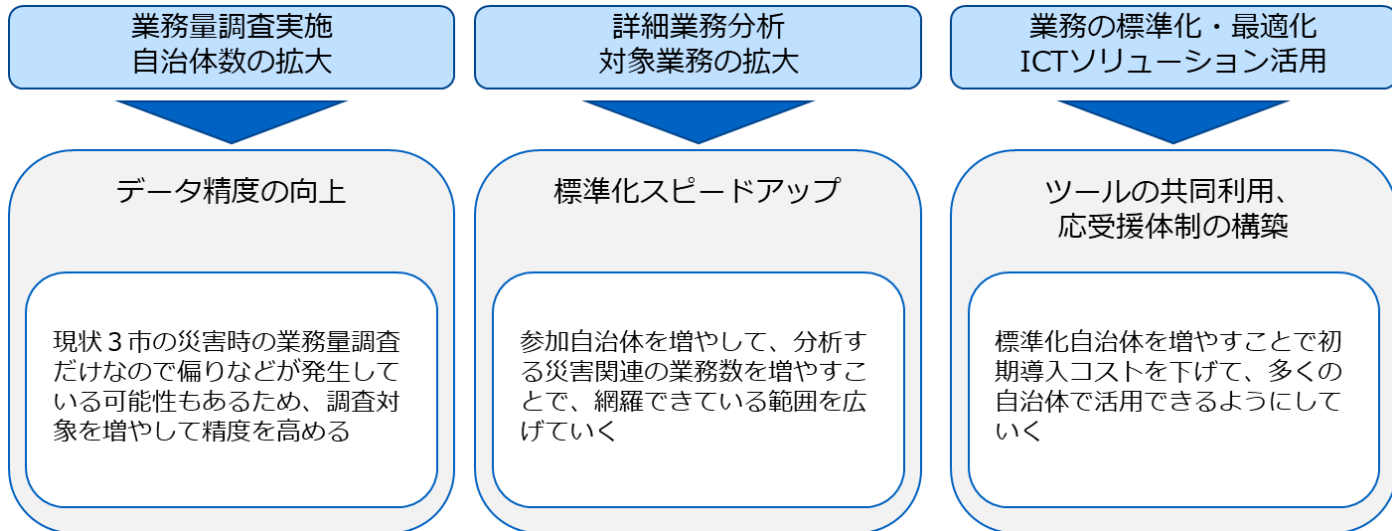 業務量調査実施
自治体数の拡大
データ精度の向上
現状３市の災害時の業務量調査
だけなので偏りなどが発生して
いる可能性もあるため、調査対
象を増やして精度を高める
詳細業務分析
対象業務の拡大
標準化スピードアップ
参加自治体を増やして、分析す
る災害関連の業務数を増やすこ
とで、網羅できている範囲を広
げていく
業務の標準化・最適化
ICTソリューション活用
ツールの共同利用、
応受援体制の構築
標準化自治体を増やすことで初
期導入コストを下げて、多くの
自治体で活用できるようにして
いく